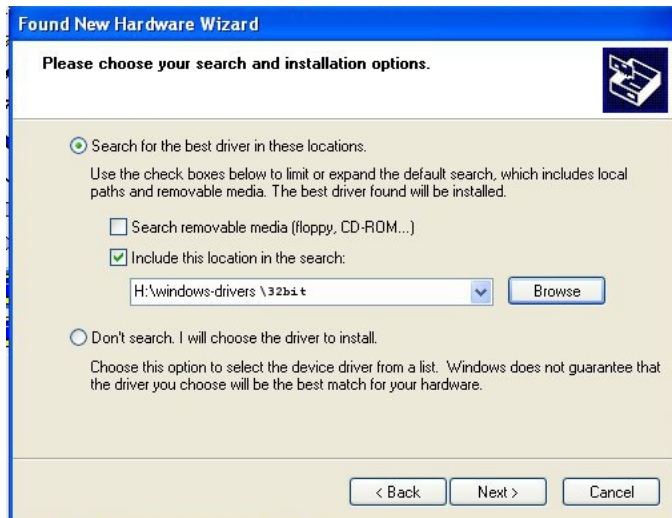 Found New Hardware Wizard
Please choose your search and installation options.
Search for the best driver in these locations.
Use the check boxes below to limit or expand the default search, which includes local
paths and removable media. The best driver found will be installed.
Search removable media (floppy, CD-ROM...)
Include this location in the search:
H:\windows-drivers \32bit
Browse
Don't search. I will choose the driver to install.
Choose this option to select the device driver from a list. Windows does not guarantee that
the driver you choose will be the best match for your hardware.
< Back Next > Cancel